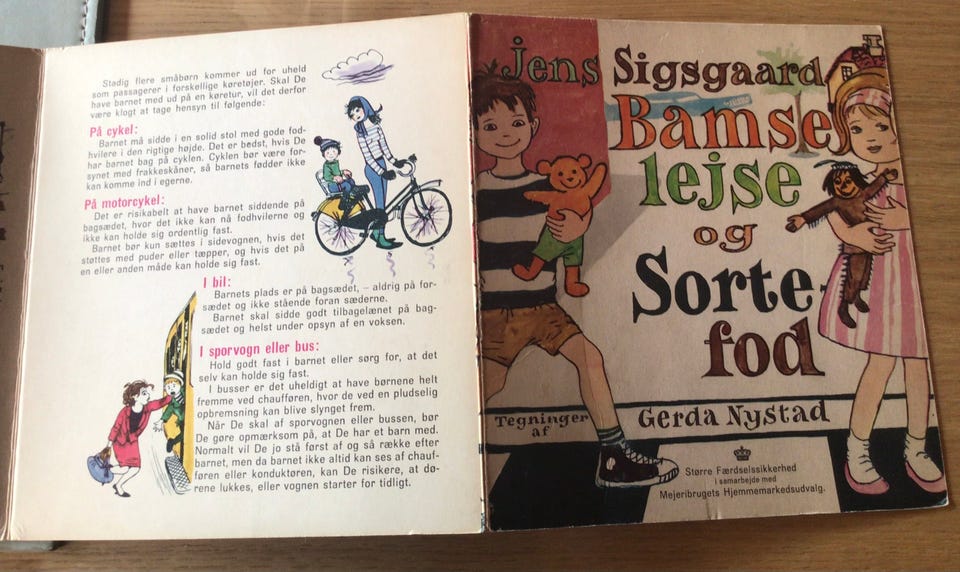 Stadig flere småbørn kommer ud for uheld
som passagerer i forskellige køretøjer. Skal De
have barnet med ud på en køretur, vil det derfor
være klogt at tage hensyn til følgende:
På cykel:
Barnet må sidde i en solid stol med gode fod-
hvilere i den rigtige højde. Det er bedst, hvis De
har barnet bag på cyklen. Cyklen bør være for-
synet med frakkeskåner, så barnets fødder ikke
kan komme ind i egerne.
På motorcykel:
Det er risikabelt at have barnet siddende på
bagsædet, hvor det ikke kan nå fodhvilerne og
ikke kan holde sig ordentlig fast.
Barnet bør kun sættes i sidevognen, hvis det
støttes med puder eller tæpper, og hvis det på
en eller anden måde kan holde sig fast.
I bil:
Barnets plads er på bagsædet, – aldrig på for-
sædet og ikke stående foran sæderne.
Barnet skal sidde godt tilbagelænet på bag-
sædet og helst under opsyn af en voksen.
I sporvogn eller bus:
Hold godt fast i barnet eller sørg for, at det
selv kan holde sig fast.
I busser er det uheldigt at have børnene helt
fremme ved chaufføren, hvor de ved en pludselig
opbremsning kan blive slynget frem.
Når De skal af sporvognen eller bussen, bør
De gøre opmærksom på, at De har et barn med.
Normalt vil De jo stå først af og så række efter
barnet, men da barnet ikke altid kan ses af chauf-
føren eller konduktøren, kan De risikere, at dø-
rene lukkes, eller vognen starter for tidligt.
jens Sigsgaard
Bamse
lejse
og
Sorte-
fod
Tegninger
af Gerda Nystad
Større Færdselssikkerhed
i samarbejde med
Mejeribrugets Hjemmemarkedsudvalg.